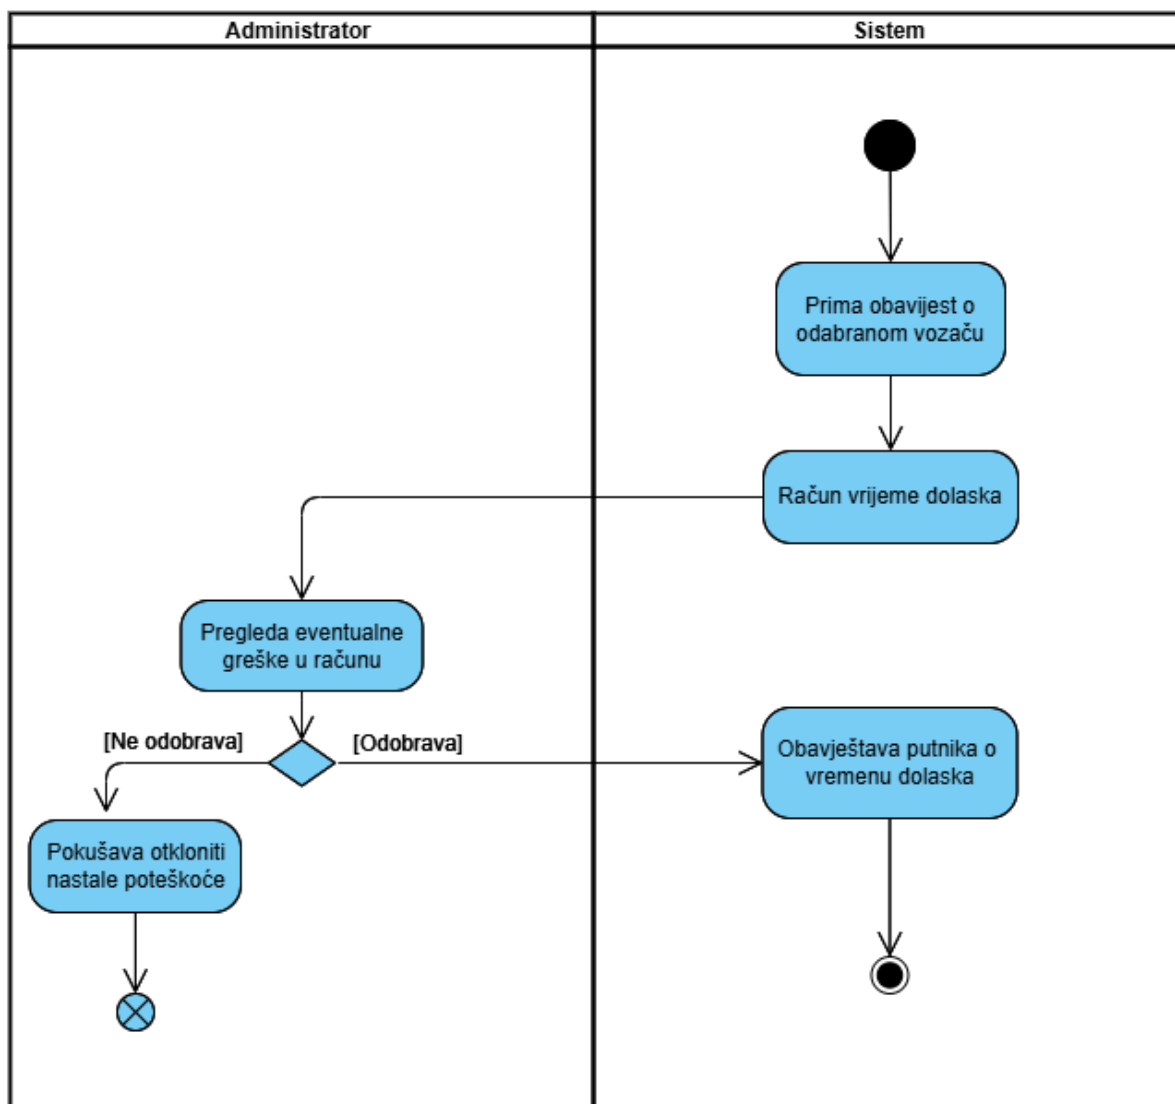 Administrator
Sistem
Prima obavijest o
odabranom vozaču
Račun vrijeme dolaska
Pregleda eventualne
greške u računu
[Ne odobrava]
[Odobrava]
Obavještava putnika o
vremenu dolaska
Pokušava otkloniti
nastale poteškoće